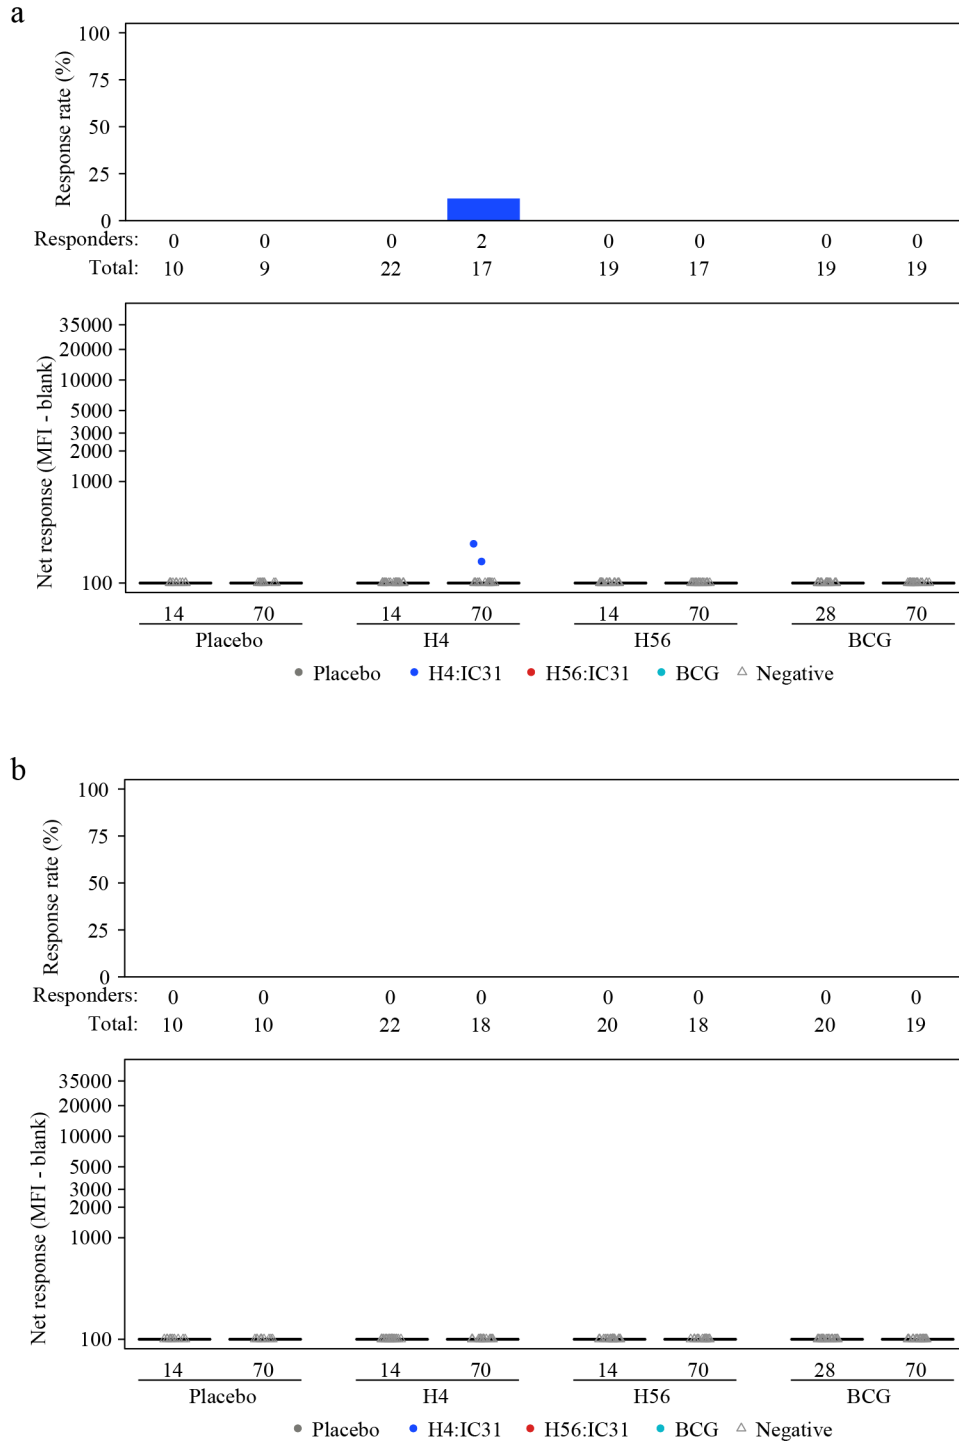 a
Response rate (%)
100
75
50
25
0
Responders: 0 0 0 2 0 0 0 0
Total: 10 9 22 17 19 17 19 19
Net response (MFI - blank)
35000
20000
10000
5000
3000
2000
1000
100
14 70 14 70 14 70 28 70
Placebo H4 H56 BCG
Placebo H4:IC31 H56:IC31 BCG Negative
b
Response rate (%)
100
75
50
25
0
Responders: 0 0 0 0 0 0 0 0
Total: 10 10 22 18 20 18 20 19
Net response (MFI - blank)
35000
20000
10000
5000
3000
2000
1000
100
14 70 14 70 14 70 28 70
Placebo H4 H56 BCG
Placebo H4:IC31 H56:IC31 BCG Negative